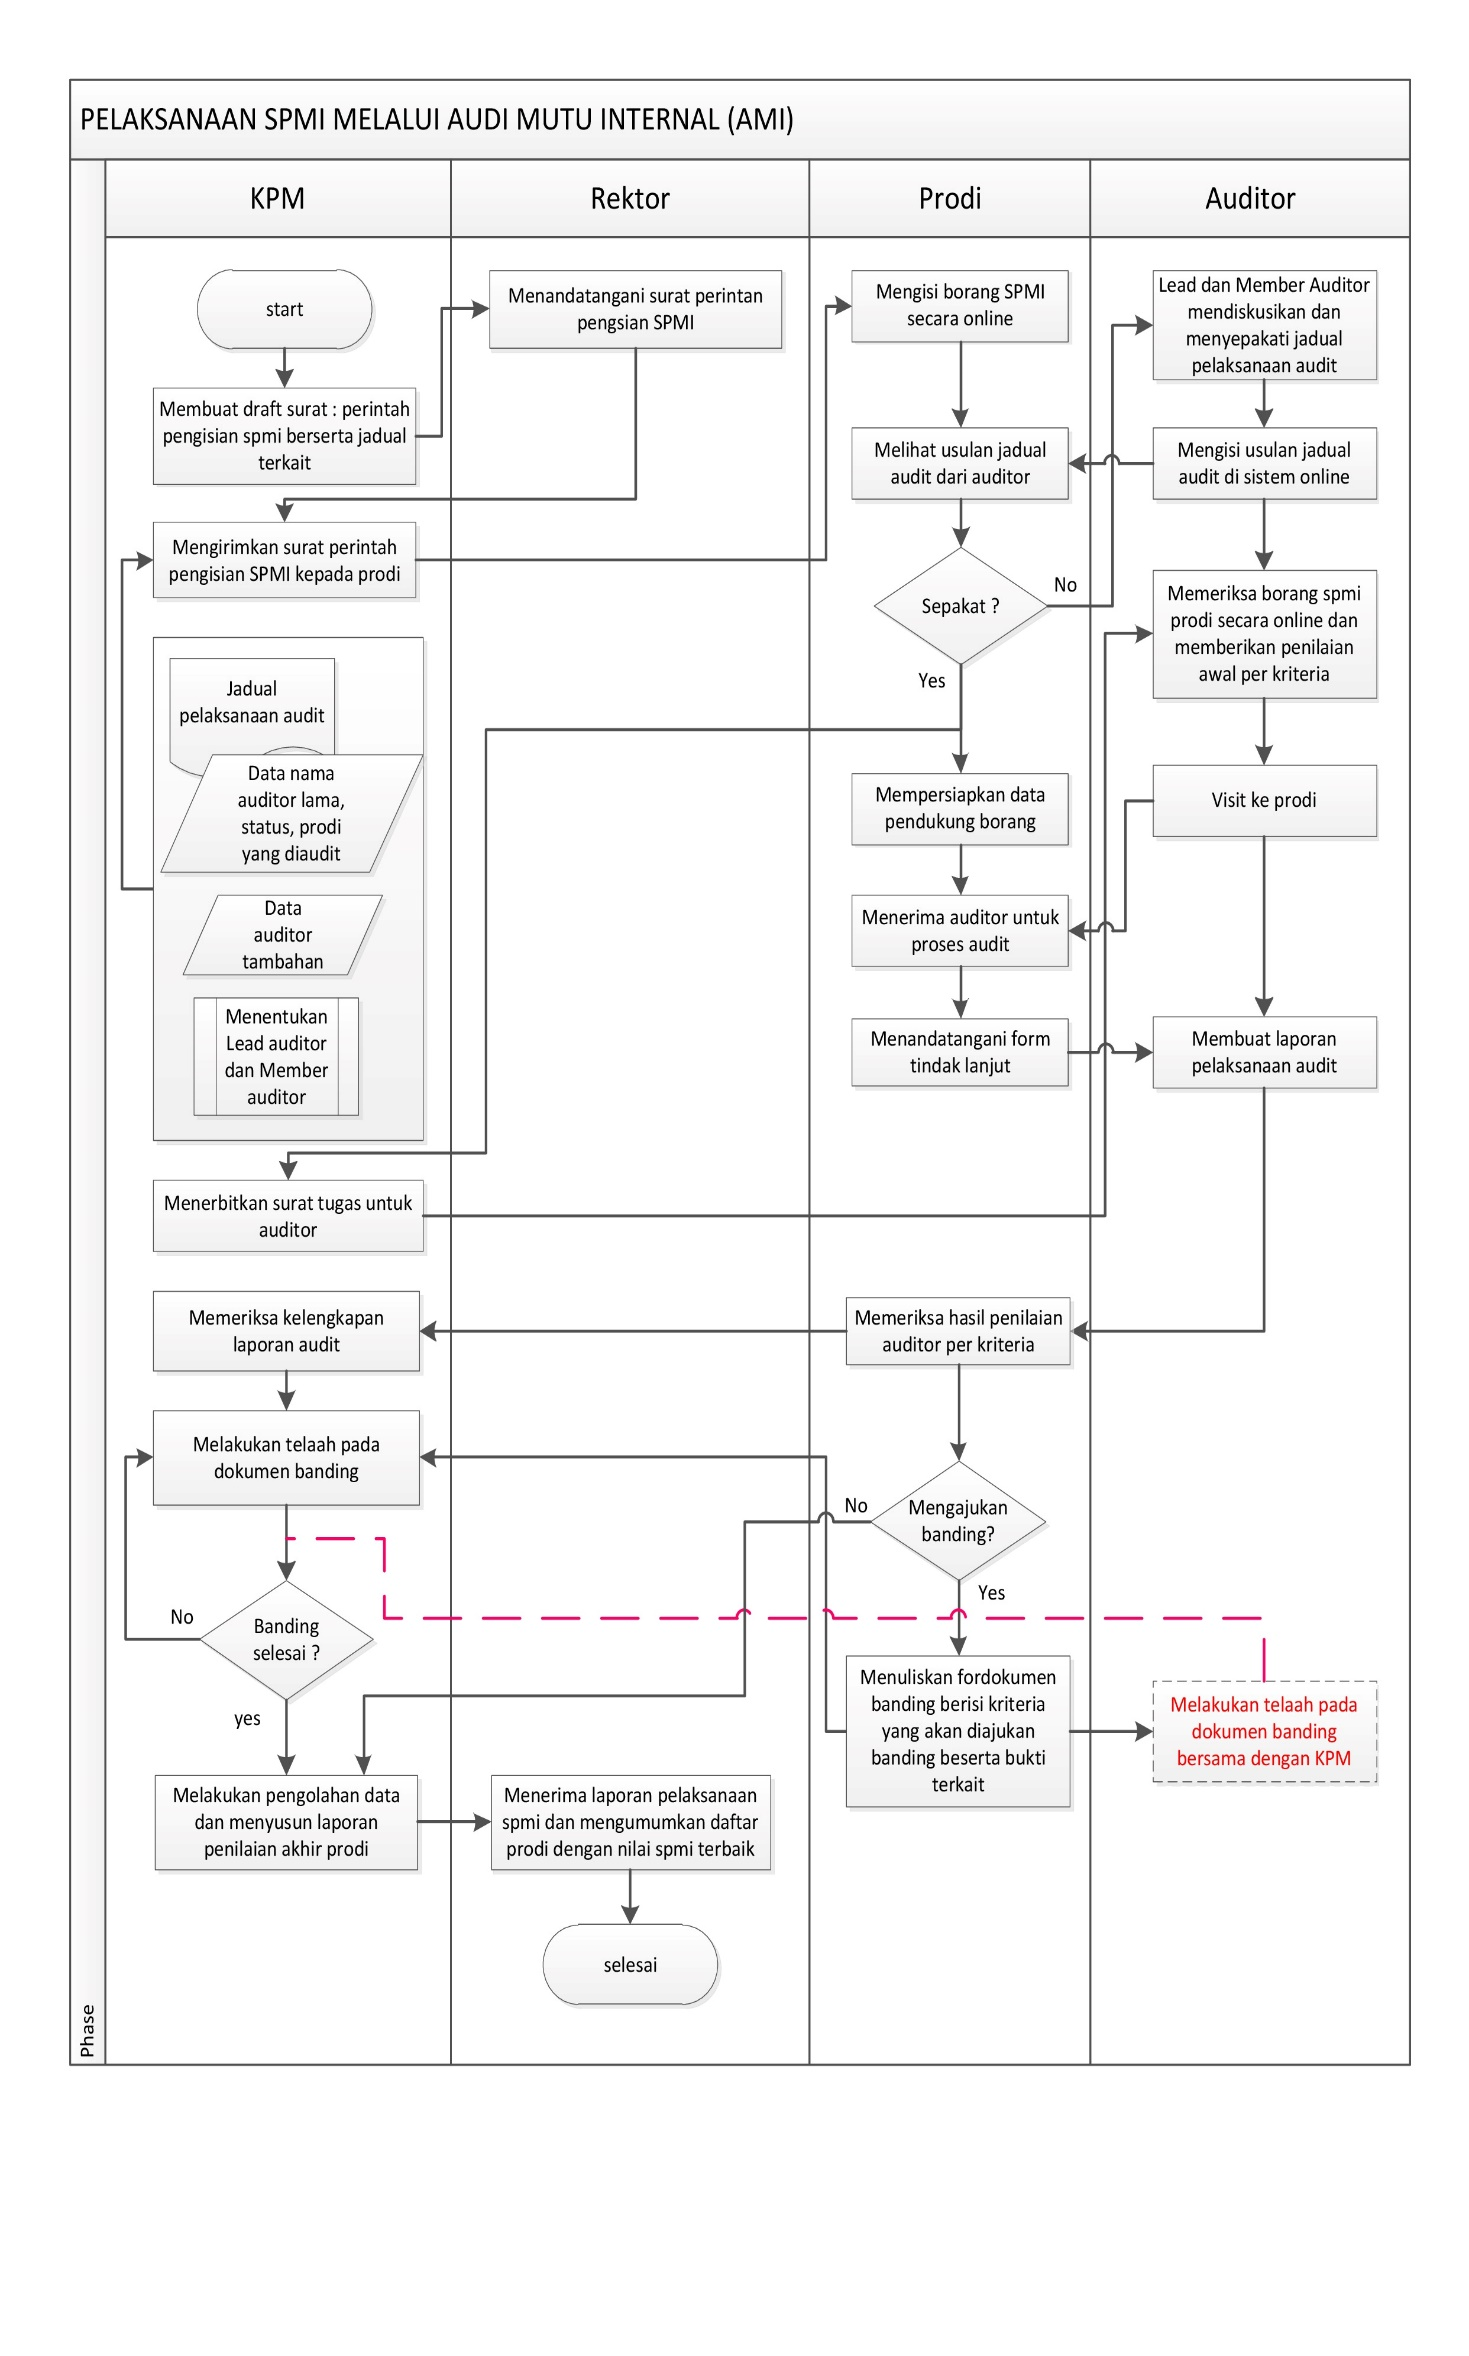 PELAKSANAAN SPMI MELALUI AUDI MUTU INTERNAL (AMI)
KPM
Rektor
Prodi
Auditor
Phase
start
Membuat draft surat : perintah
pengisian spmi berserta jadual
terkait
Mengirimkan surat perintah
pengisian SPMI kepada prodi
Jadual
pelaksanaan audit
Data nama
auditor lama,
status, prodi
yang diaudit
Data
auditor
tambahan
Menentukan
Lead auditor
dan Member
auditor
Menerbitkan surat tugas untuk
auditor
Memeriksa kelengkapan
laporan audit
Melakukan telaah pada
dokumen banding
No
Banding
selesai ?
yes
Melakukan pengolahan data
dan menyusun laporan
penilaian akhir prodi
Menandatangani surat perintan
pengsian SPMI
Menerima laporan pelaksanaan
spmi dan mengumumkan daftar
prodi dengan nilai spmi terbaik
selesai
Mengisi borang SPMI
secara online
Melihat usulan jadual
audit dari auditor
Sepakat ?
No
Yes
Mempersiapkan data
pendukung borang
Menerima auditor untuk
proses audit
Menandatangani form
tindak lanjut
Memeriksa hasil penilaian
auditor per kriteria
No
Mengajukan
banding?
Yes
Menuliskan fordokumen
banding berisi kriteria
yang akan diajukan
banding beserta bukti
terkait
Lead dan Member Auditor
mendiskusikan dan
menyepakati jadual
pelaksanaan audit
Mengisi usulan jadual
audit di sistem online
Memeriksa borang spmi
prodi secara online dan
memberikan penilaian
awal per kriteria
Visit ke prodi
Membuat laporan
pelaksanaan audit
Melakukan telaah pada
dokumen banding
bersama dengan KPM